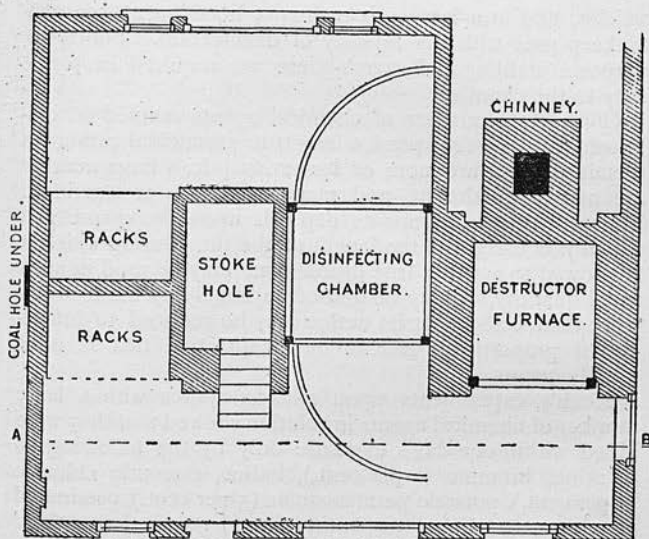 CHIMNEY.
COAL HOLE UNDER.
RACKS
RACKS
STOKE
HOLE.
DISINFECTING
CHAMBER.
DESTRUCTOR
FURNACE.
A
B